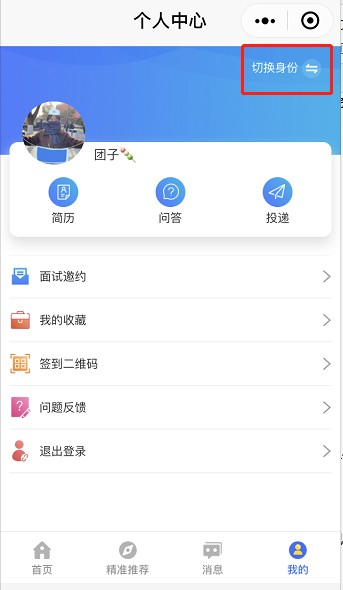 个人中心
切换身份
团子🍡
简历
问答
投递
面试邀约
我的收藏
签到二维码
问题反馈
退出登录
首页
精准推荐
消息
我的